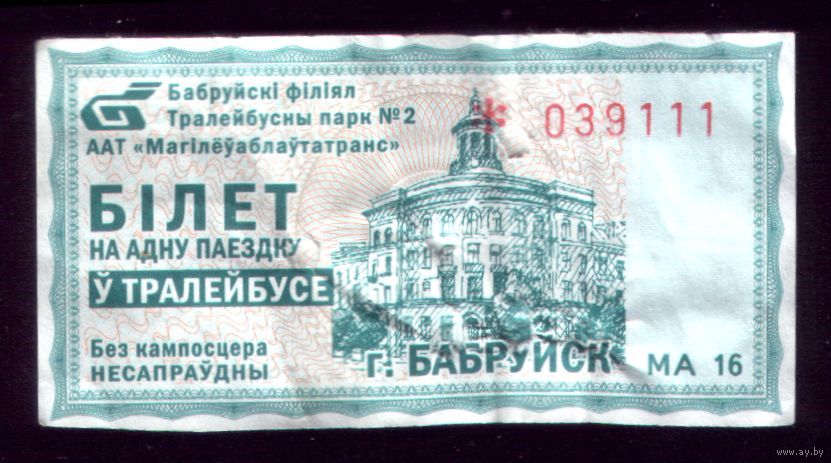 Бабруйскі філіял
Тралейбусны парк №2
ААТ «Магілёўаблаўтатранс»
* 039111
БІЛЕТ
НА АДНУ ПАЕЗДКУ
Ў ТРАЛЕЙБУСЕ
Без кампосцера
НЕСАПРАЎДНЫ
г. БАБРУЙСК
МА 16
www.ay.by